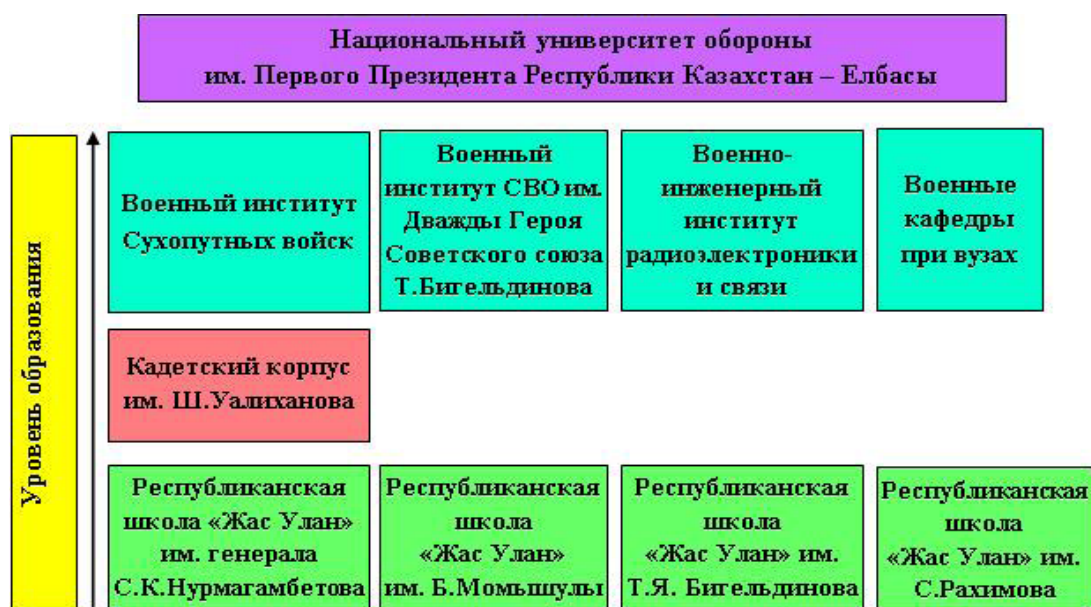 Национальный университет обороны
им. Первого Президента Республики Казахстан – Елбасы
Уровень образования
Военный институт
Сухопутных войск
Военный
институт СВО им.
Дважды Героя
Советского союза
Т.Бигельдинова
Военно-
инженерный
институт
радиоэлектроники
и связи
Военные
кафедры
при вузах
Кадетский корпус
им. Ш.Уалиханова
Республиканская
школа «Жас Улан»
им. генерала
С.К.Нурмагамбетова
Республиканская
школа
«Жас Улан»
им. Б.Момышулы
Республиканская
школа
«Жас Улан» им.
Т.Я. Бигельдинова
Республиканская
школа
«Жас Улан» им.
С.Рахимова